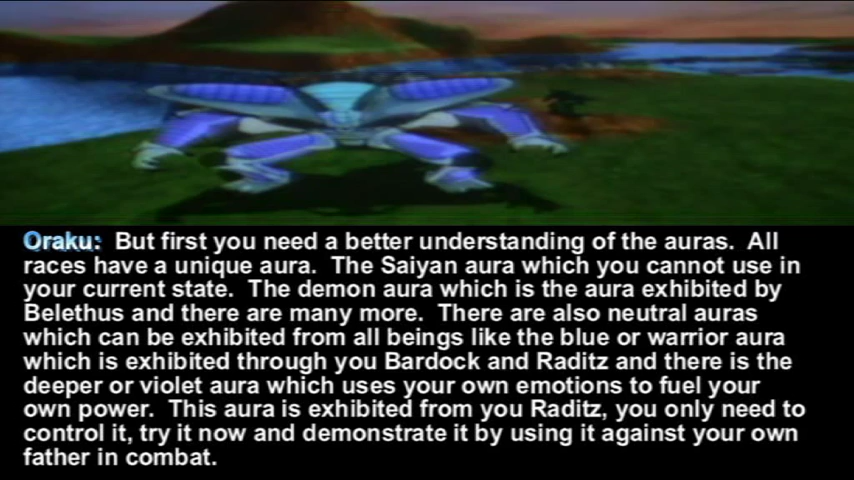 Oraku:  But first you need a better understanding of the auras.  All
races have a unique aura.  The Saiyan aura which you cannot use in
your current state.  The demon aura which is the aura exhibited by
Belethus and there are many more.  There are also neutral auras
which can be exhibited from all beings like the blue or warrior aura
which is exhibited through you Bardock and Raditz and there is the
deeper or violet aura which uses your own emotions to fuel your
own power.  This aura is exhibited from you Raditz, you only need to
control it, try it now and demonstrate it by using it against your own
father in combat.